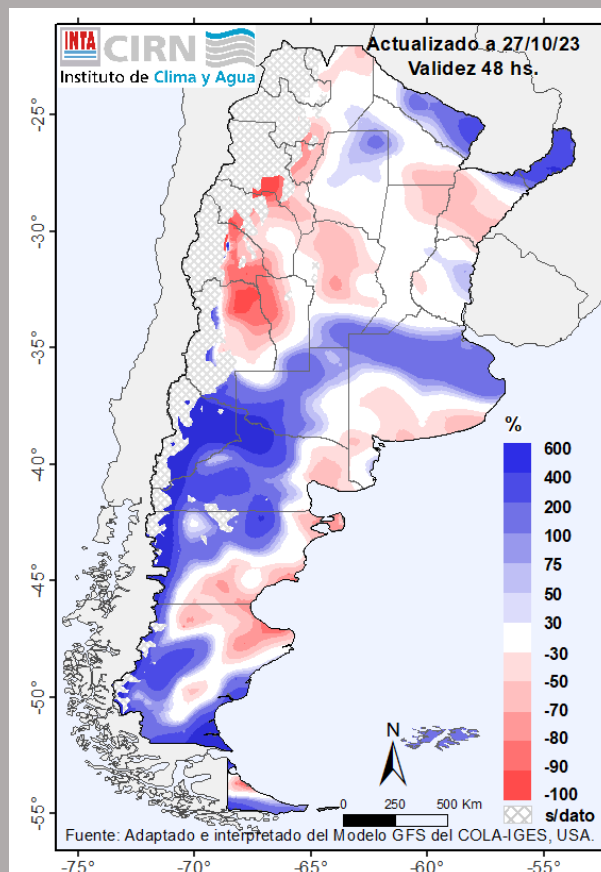 INTA CIRN
Instituto de Clima y Agua
Actualizado a 27/10/23
Validez 48 hs.
-25°
-30°
-35°
-40°
-45°
-50°
-55°
%
600
400
200
100
75
50
30
-30
-50
-70
-80
-90
-100
s/dato
N
0 250 500 Km
Fuente: Adaptado e interpretado del Modelo GFS del COLA-IGES, USA.
-75° -70° -65° -60° -55°